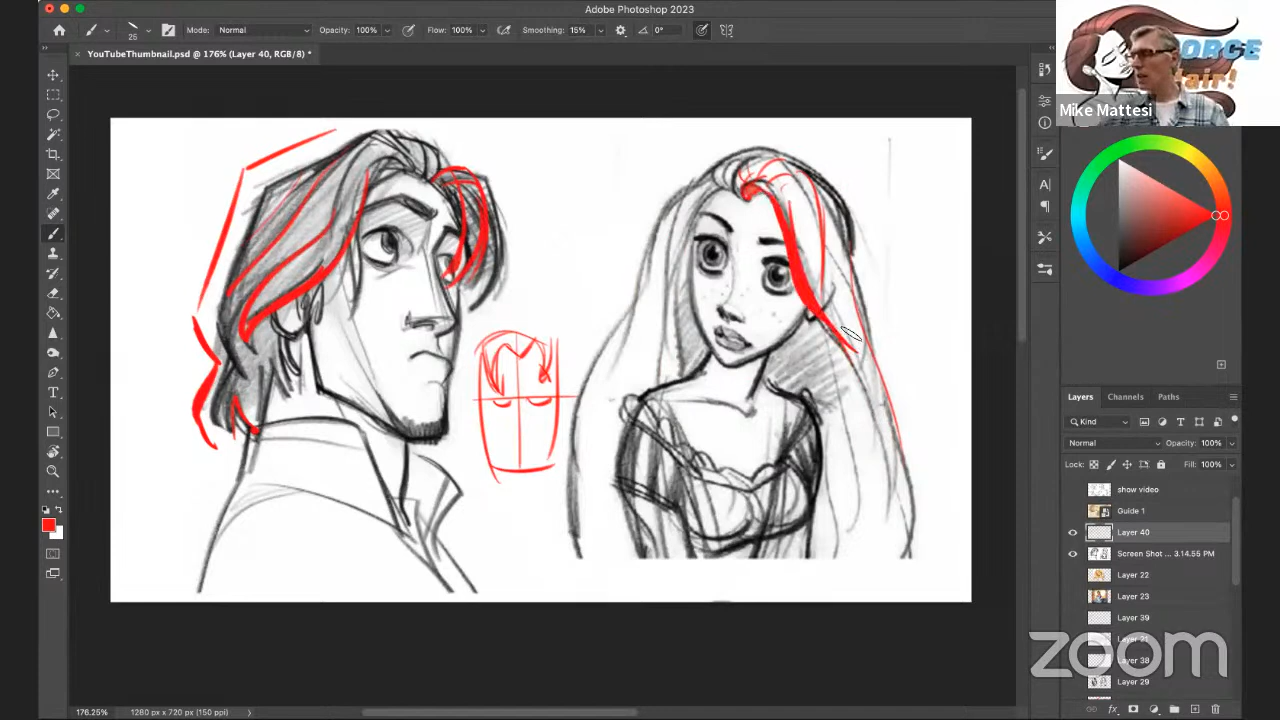 Adobe Photoshop 2023
25
Mode: Normal
Opacity: 100%
Flow: 100%
Smoothing: 15%
0°
YouTubeThumbnail.psd @ 176% (Layer 40, RGB/8) *
ORCE
Hair!
Mike Mattesi
Layers
Channels
Paths
Kind
Normal
Opacity: 100%
Lock:
Fill: 100%
show video
Guide 1
Layer 40
Screen Shot ... 3.14.55 PM
Layer 22
Layer 23
Layer 39
Layer 38
Layer 29
zoom
176.25%
1280 px x 720 px (150 ppi)